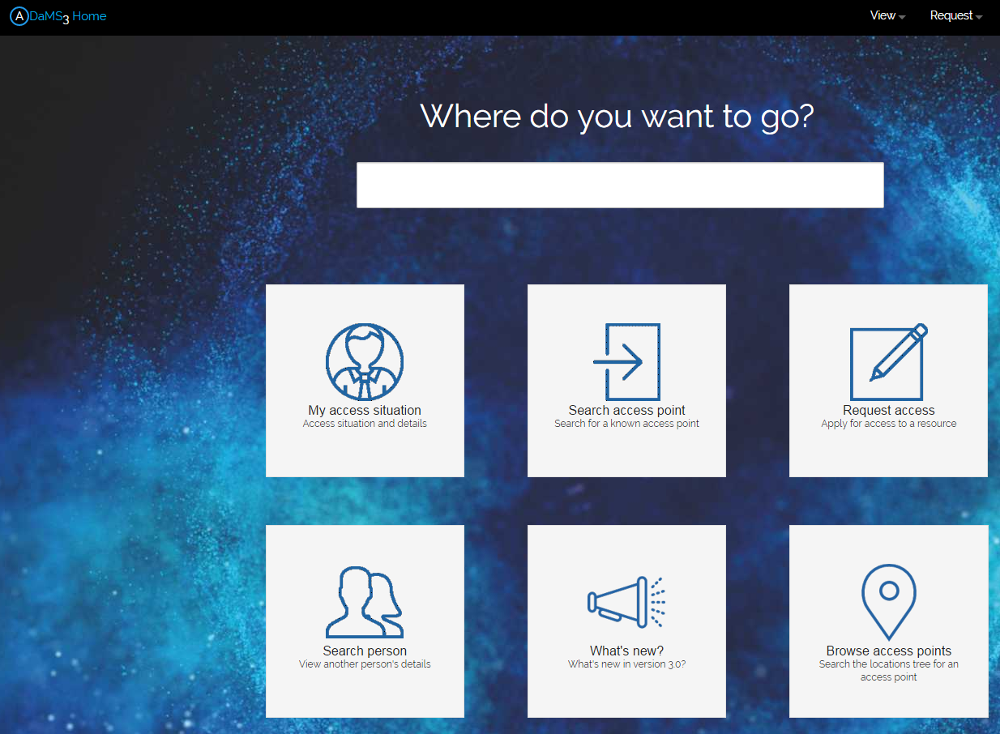 ADaMS3 Home
View
Request
Where do you want to go?
My access situation
Access situation and details
Search access point
Search for a known access point
Request access
Apply for access to a resource
Search person
View another person's details
What's new?
What's new in version 3.0?
Browse access points
Search the locations tree for an
access point